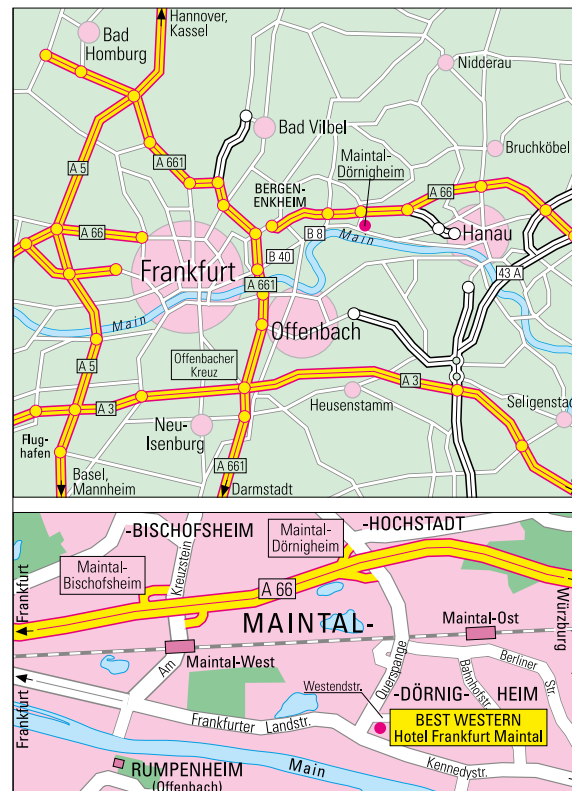 Hannover,
Kassel
Bad
Homburg
Nidderau
Bad Vilbel
Maintal-
Dörnigheim
Bruchköbel
A 5
A 661
BERGEN-
ENKHEIM
A 66
A 66
B 8
Main
Hanau
B 40
Frankfurt
43 A
A 661
Main
Offenbach
Offenbacher
Kreuz
A 5
A 3
A 3
Heusenstamm
Seligenstad
Neu-
Isenburg
Flug-
hafen
A 661
Basel,
Mannheim
Darmstadt
-BISCHOFSHEIM
Maintal-
Dörnigheim
-HOCHSTADT
Maintal-
Bischofsheim
Kreuzstein
Frankfurt
A 66
Würzburg
MAINTAL-
Maintal-Ost
Maintal-West
Am
Querspange
Bahnhofstr.
Berliner
Str.
Westendstr.
-DÖRNIG-
HEIM
Frankfurt
Frankfurter
Landstr.
BEST WESTERN
Hotel Frankfurt Maintal
Kennedystr.
Main
RUMPENHEIM
(Offenbach)